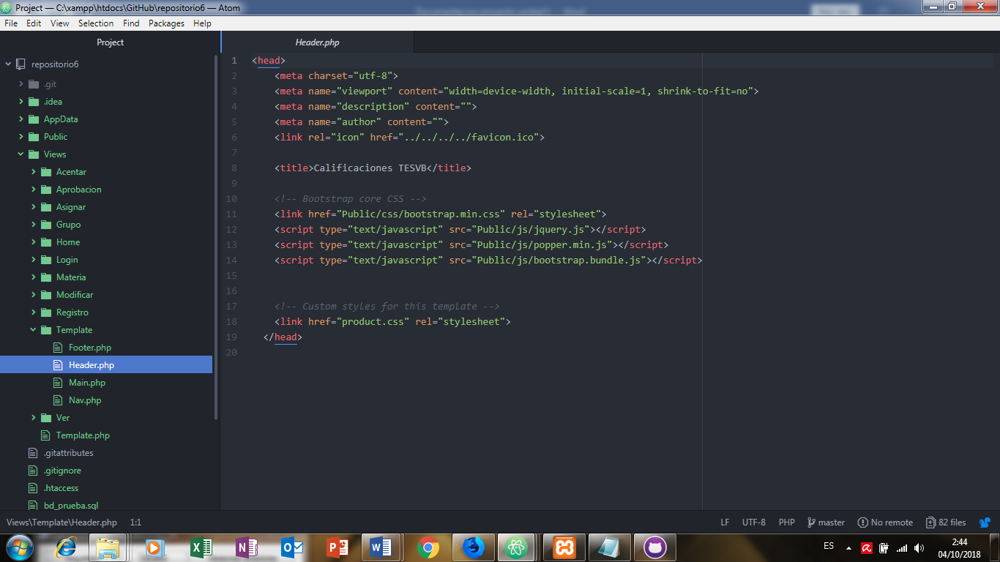 Project — C:\xampp\htdocs\GitHub\repositorio6 — Atom
File Edit View Selection Find Packages Help
Project
repositorio6
.git
.idea
AppData
Public
Views
Acentar
Aprobacion
Asignar
Grupo
Home
Login
Materia
Modificar
Registro
Template
Footer.php
Header.php
Main.php
Nav.php
Ver
Template.php
.gitattributes
.gitignore
.htaccess
bd_prueba.sql
Header.php
1 <head>
2 <meta charset="utf-8">
3 <meta name="viewport" content="width=device-width, initial-scale=1, shrink-to-fit=no">
4 <meta name="description" content="">
5 <meta name="author" content="">
6 <link rel="icon" href="../../../../favicon.ico">
7
8 <title>Calificaciones TESVB</title>
9
10 <!-- Bootstrap core CSS -->
11 <link href="Public/css/bootstrap.min.css" rel="stylesheet">
12 <script type="text/javascript" src="Public/js/jquery.js"></script>
13 <script type="text/javascript" src="Public/js/popper.min.js"></script>
14 <script type="text/javascript" src="Public/js/bootstrap.bundle.js"></script>
15
16
17 <!-- Custom styles for this template -->
18 <link href="product.css" rel="stylesheet">
19 </head>
20
Views\Template\Header.php 1:1 LF UTF-8 PHP master No remote 82 files
ES 2:44
04/10/2018